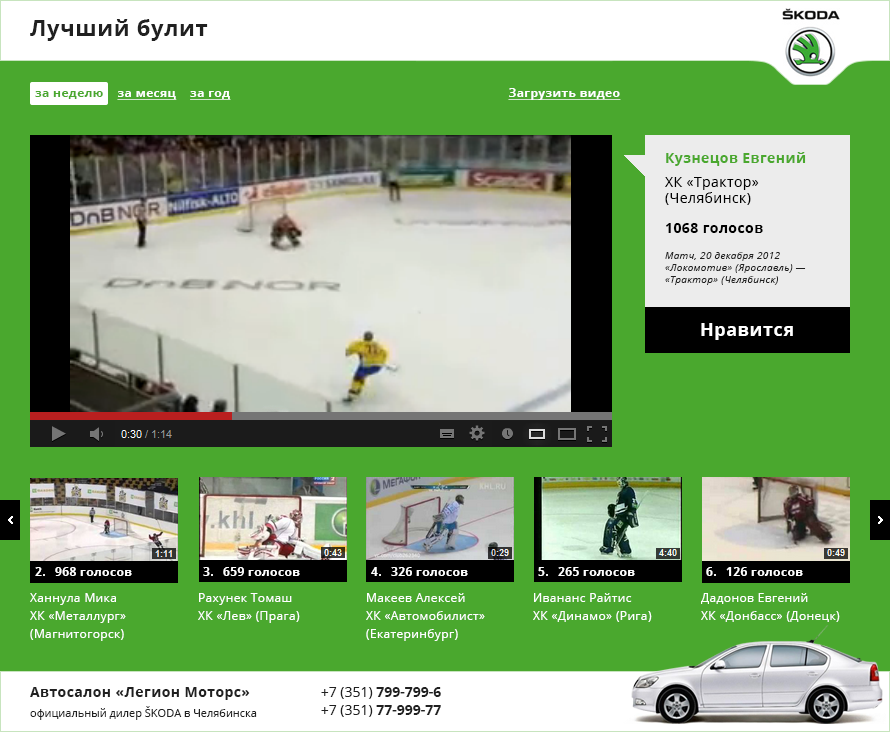 Лучший булит
ŠKODA
за неделю за месяц за год
Загрузить видео
DnB NOR
Nilfisk-ALTO
Scandic
DnB NOR
Кузнецов Евгений
ХК «Трактор»
(Челябинск)
1068 голосов
Матч, 20 декабря 2012
«Локомотив» (Ярославль) —
«Трактор» (Челябинск)
Нравится
0:30 / 1:14
1:11
2. 968 голосов
Ханнула Мика
ХК «Металлург»
(Магнитогорск)
khl.
0:43
3. 659 голосов
Рахунек Томаш
ХК «Лев» (Прага)
МЕГАФОН
KHL.RU
0:29
4. 326 голосов
Макеев Алексей
ХК «Автомобилист»
(Екатеринбург)
4:40
5. 265 голосов
Ивананс Райтис
ХК «Динамо» (Рига)
0:49
6. 126 голосов
Дадонов Евгений
ХК «Донбасс» (Донецк)
Автосалон «Легион Моторс»
официальный дилер ŠKODA в Челябинска
+7 (351) 799-799-6
+7 (351) 77-999-77